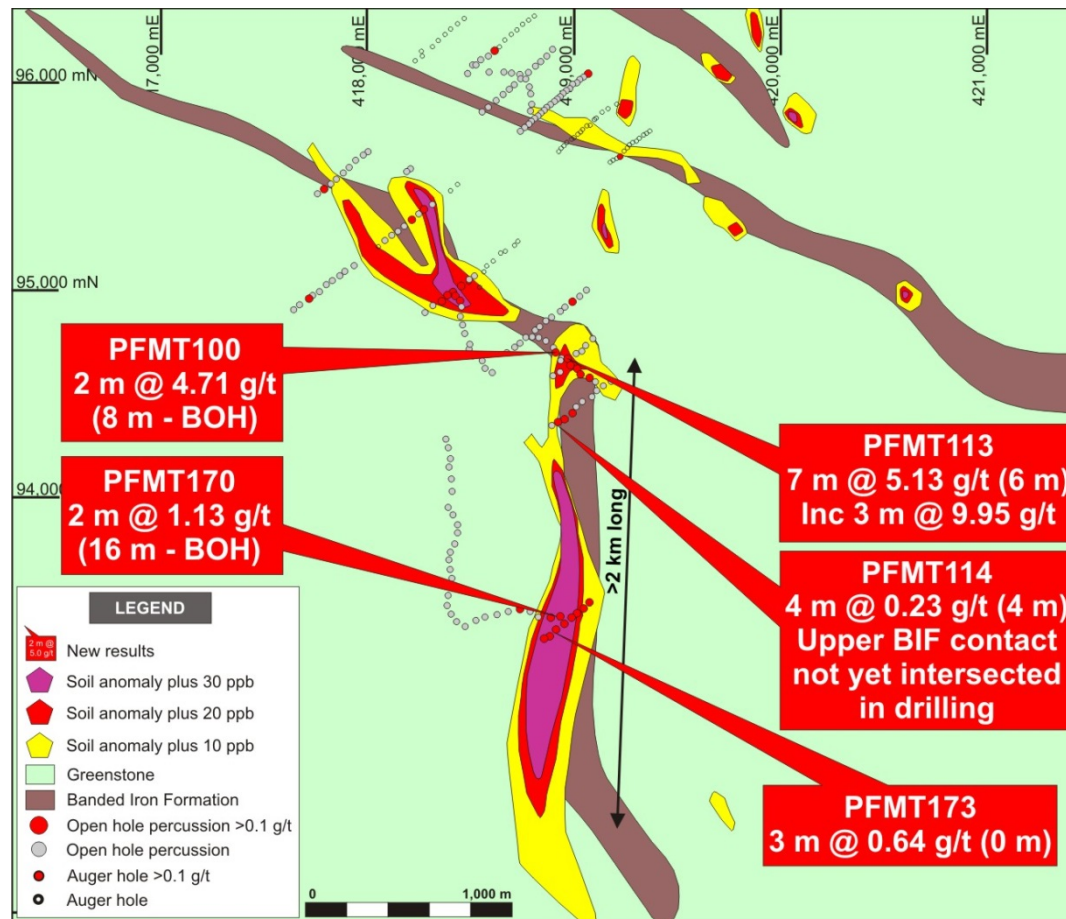 17,000 mE
418,000 mE
419,000 mE
420,000 mE
421,000 mE
96,000 mN
95,000 mN
94,000
PFMT100
2 m @ 4.71 g/t
(8 m - BOH)
PFMT170
2 m @ 1.13 g/t
(16 m - BOH)
PFMT113
7 m @ 5.13 g/t (6 m)
Inc 3 m @ 9.95 g/t
PFMT114
4 m @ 0.23 g/t (4 m)
Upper BIF contact
not yet intersected
in drilling
PFMT173
3 m @ 0.64 g/t (0 m)
>2 km long
LEGEND
2 m @
5.0 g/t
New results
Soil anomaly plus 30 ppb
Soil anomaly plus 20 ppb
Soil anomaly plus 10 ppb
Greenstone
Banded Iron Formation
Open hole percussion >0.1 g/t
Open hole percussion
Auger hole >0.1 g/t
Auger hole
0
1,000 m